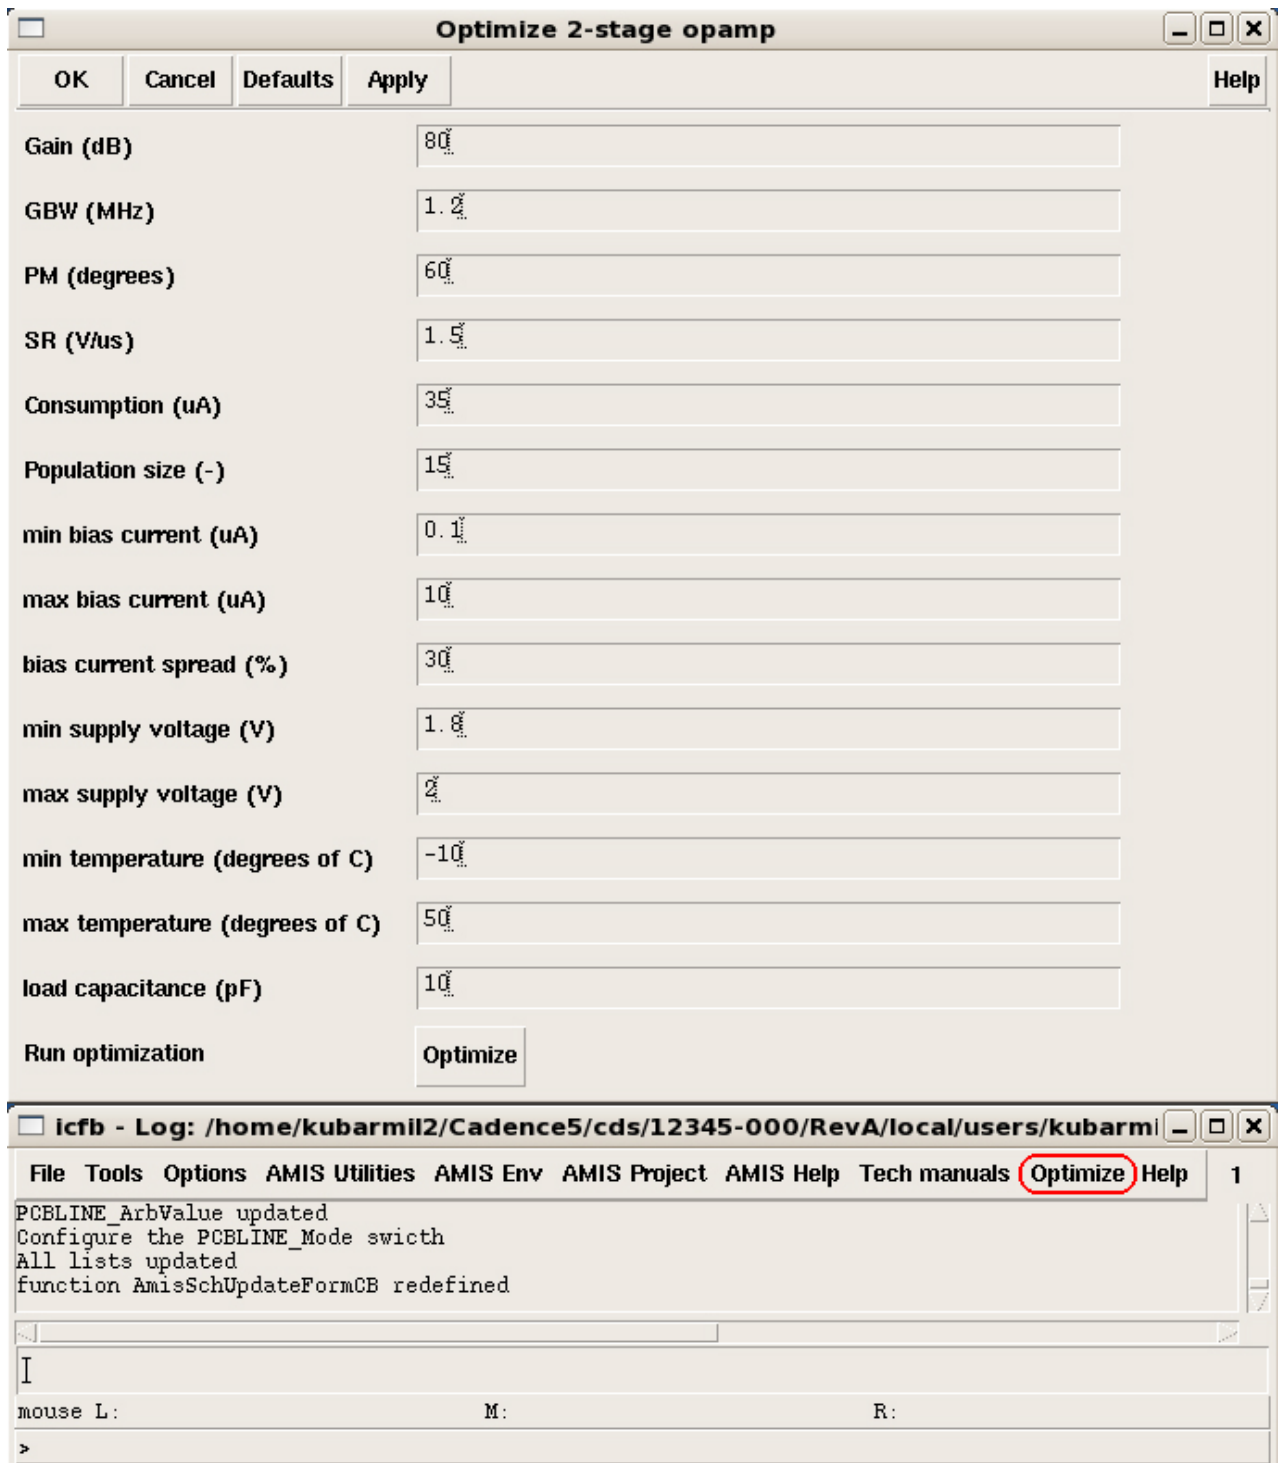 Optimize 2-stage opamp
OK Cancel Defaults Apply Help
Gain (dB) 80
GBW (MHz) 1.2
PM (degrees) 60
SR (V/us) 1.5
Consumption (uA) 35
Population size (-) 15
min bias current (uA) 0.1
max bias current (uA) 10
bias current spread (%) 30
min supply voltage (V) 1.8
max supply voltage (V) 2
min temperature (degrees of C) -10
max temperature (degrees of C) 50
load capacitance (pF) 10
Run optimization Optimize
icfb - Log: /home/kubarmil2/Cadence5/cds/12345-000/RevA/local/users/kubarmi
File Tools Options AMIS Utilities AMIS Env AMIS Project AMIS Help Tech manuals Optimize Help 1
PCBLINE_ArbValue updated
Configure the PCBLINE_Mode swicth
All lists updated
function AmisSchUpdateFormCB redefined
mouse L: M: R:
>